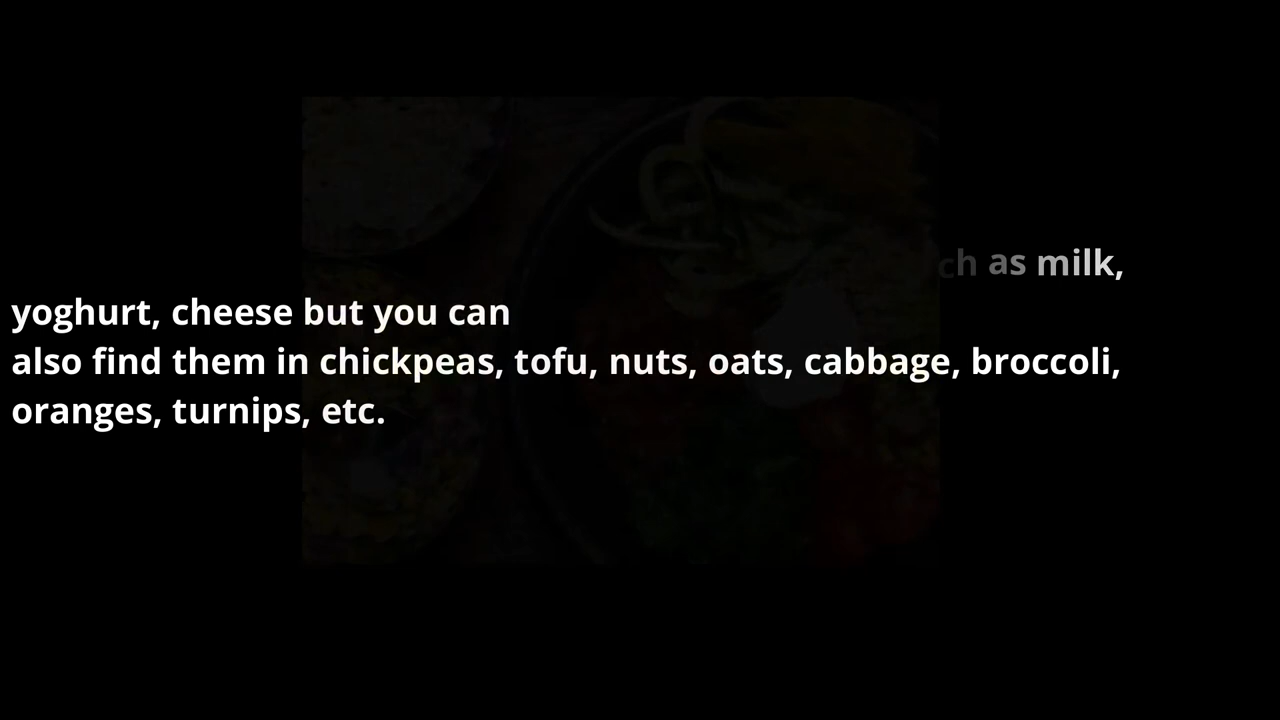 as milk,
yoghurt, cheese but you can
also find them in chickpeas, tofu, nuts, oats, cabbage, broccoli,
oranges, turnips, etc.